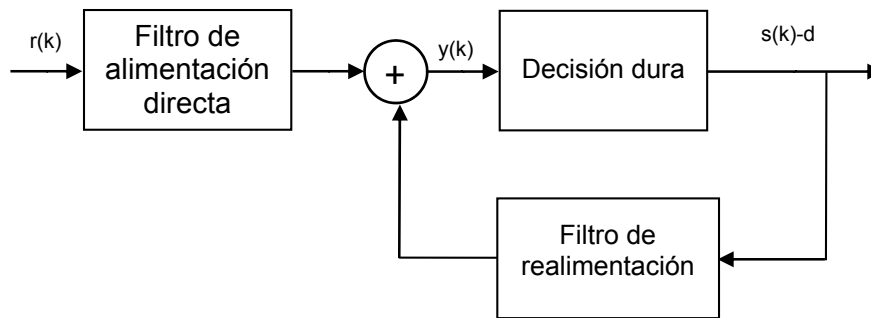 r(k)
Filtro de
alimentación
directa
+
y(k)
Decisión dura
s(k)-d
Filtro de
realimentación